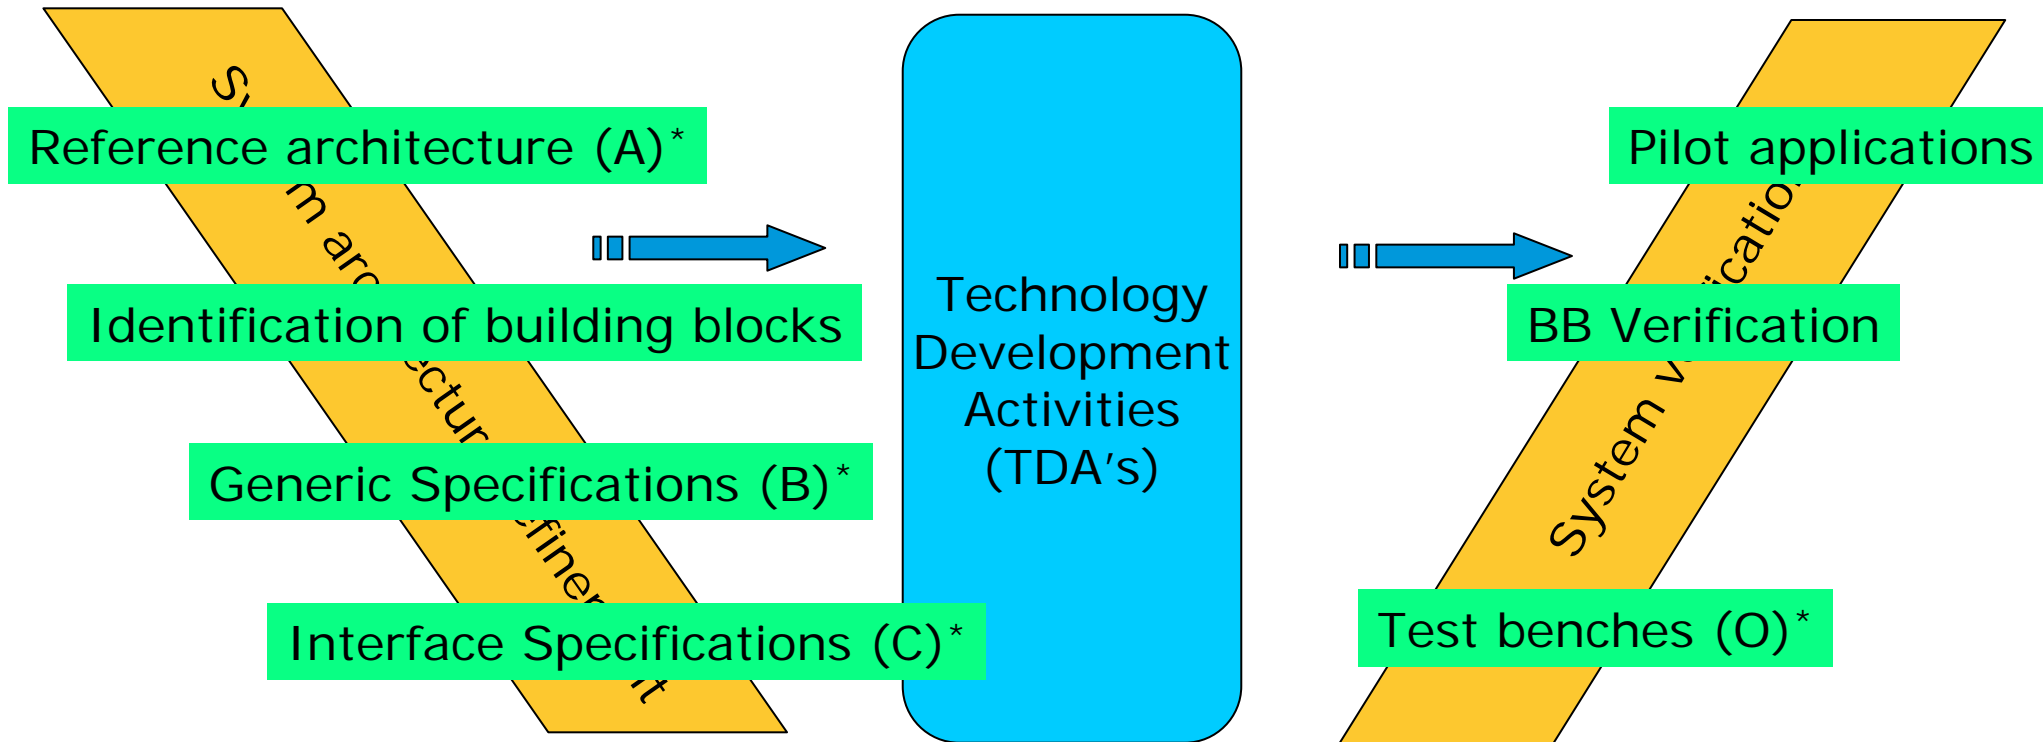 Reference architecture (A)*
Identification of building blocks
Generic Specifications (B)*
Interface Specifications (C)*
Technology
Development
Activities
(TDA's)
Pilot applications
BB Verification
Test benches (O)*
System